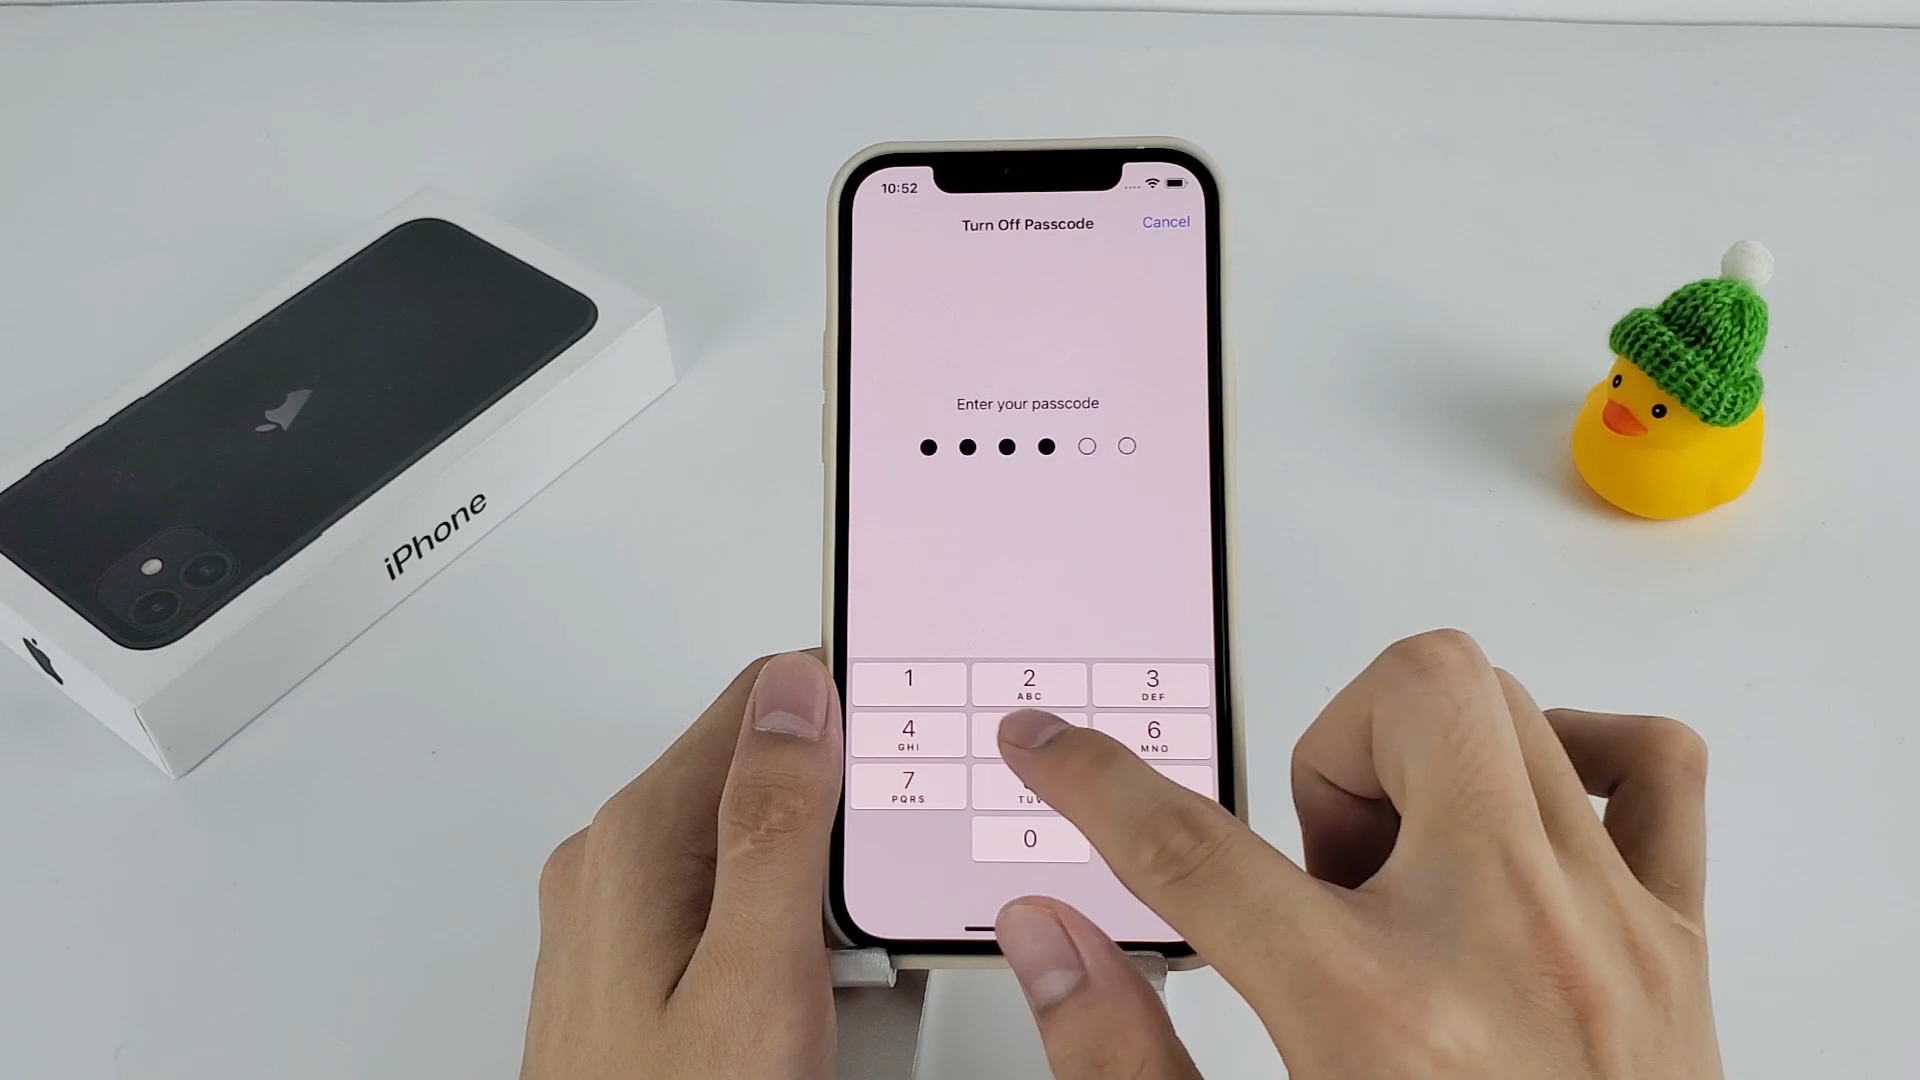 10:52
Turn Off Passcode
Cancel
Enter your passcode
1
2
ABC
3
DEF
4
GHI
6
MNO
7
PQRS
TUV
0
iPhone